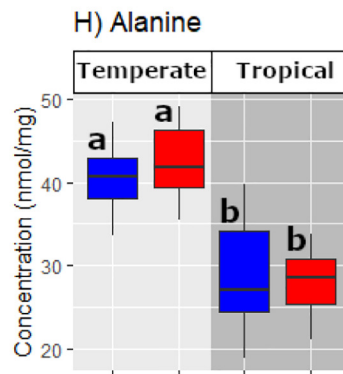 H) Alanine
Temperate Tropical
Concentration (nmol/mg)
50
40
30
20
a a
b b